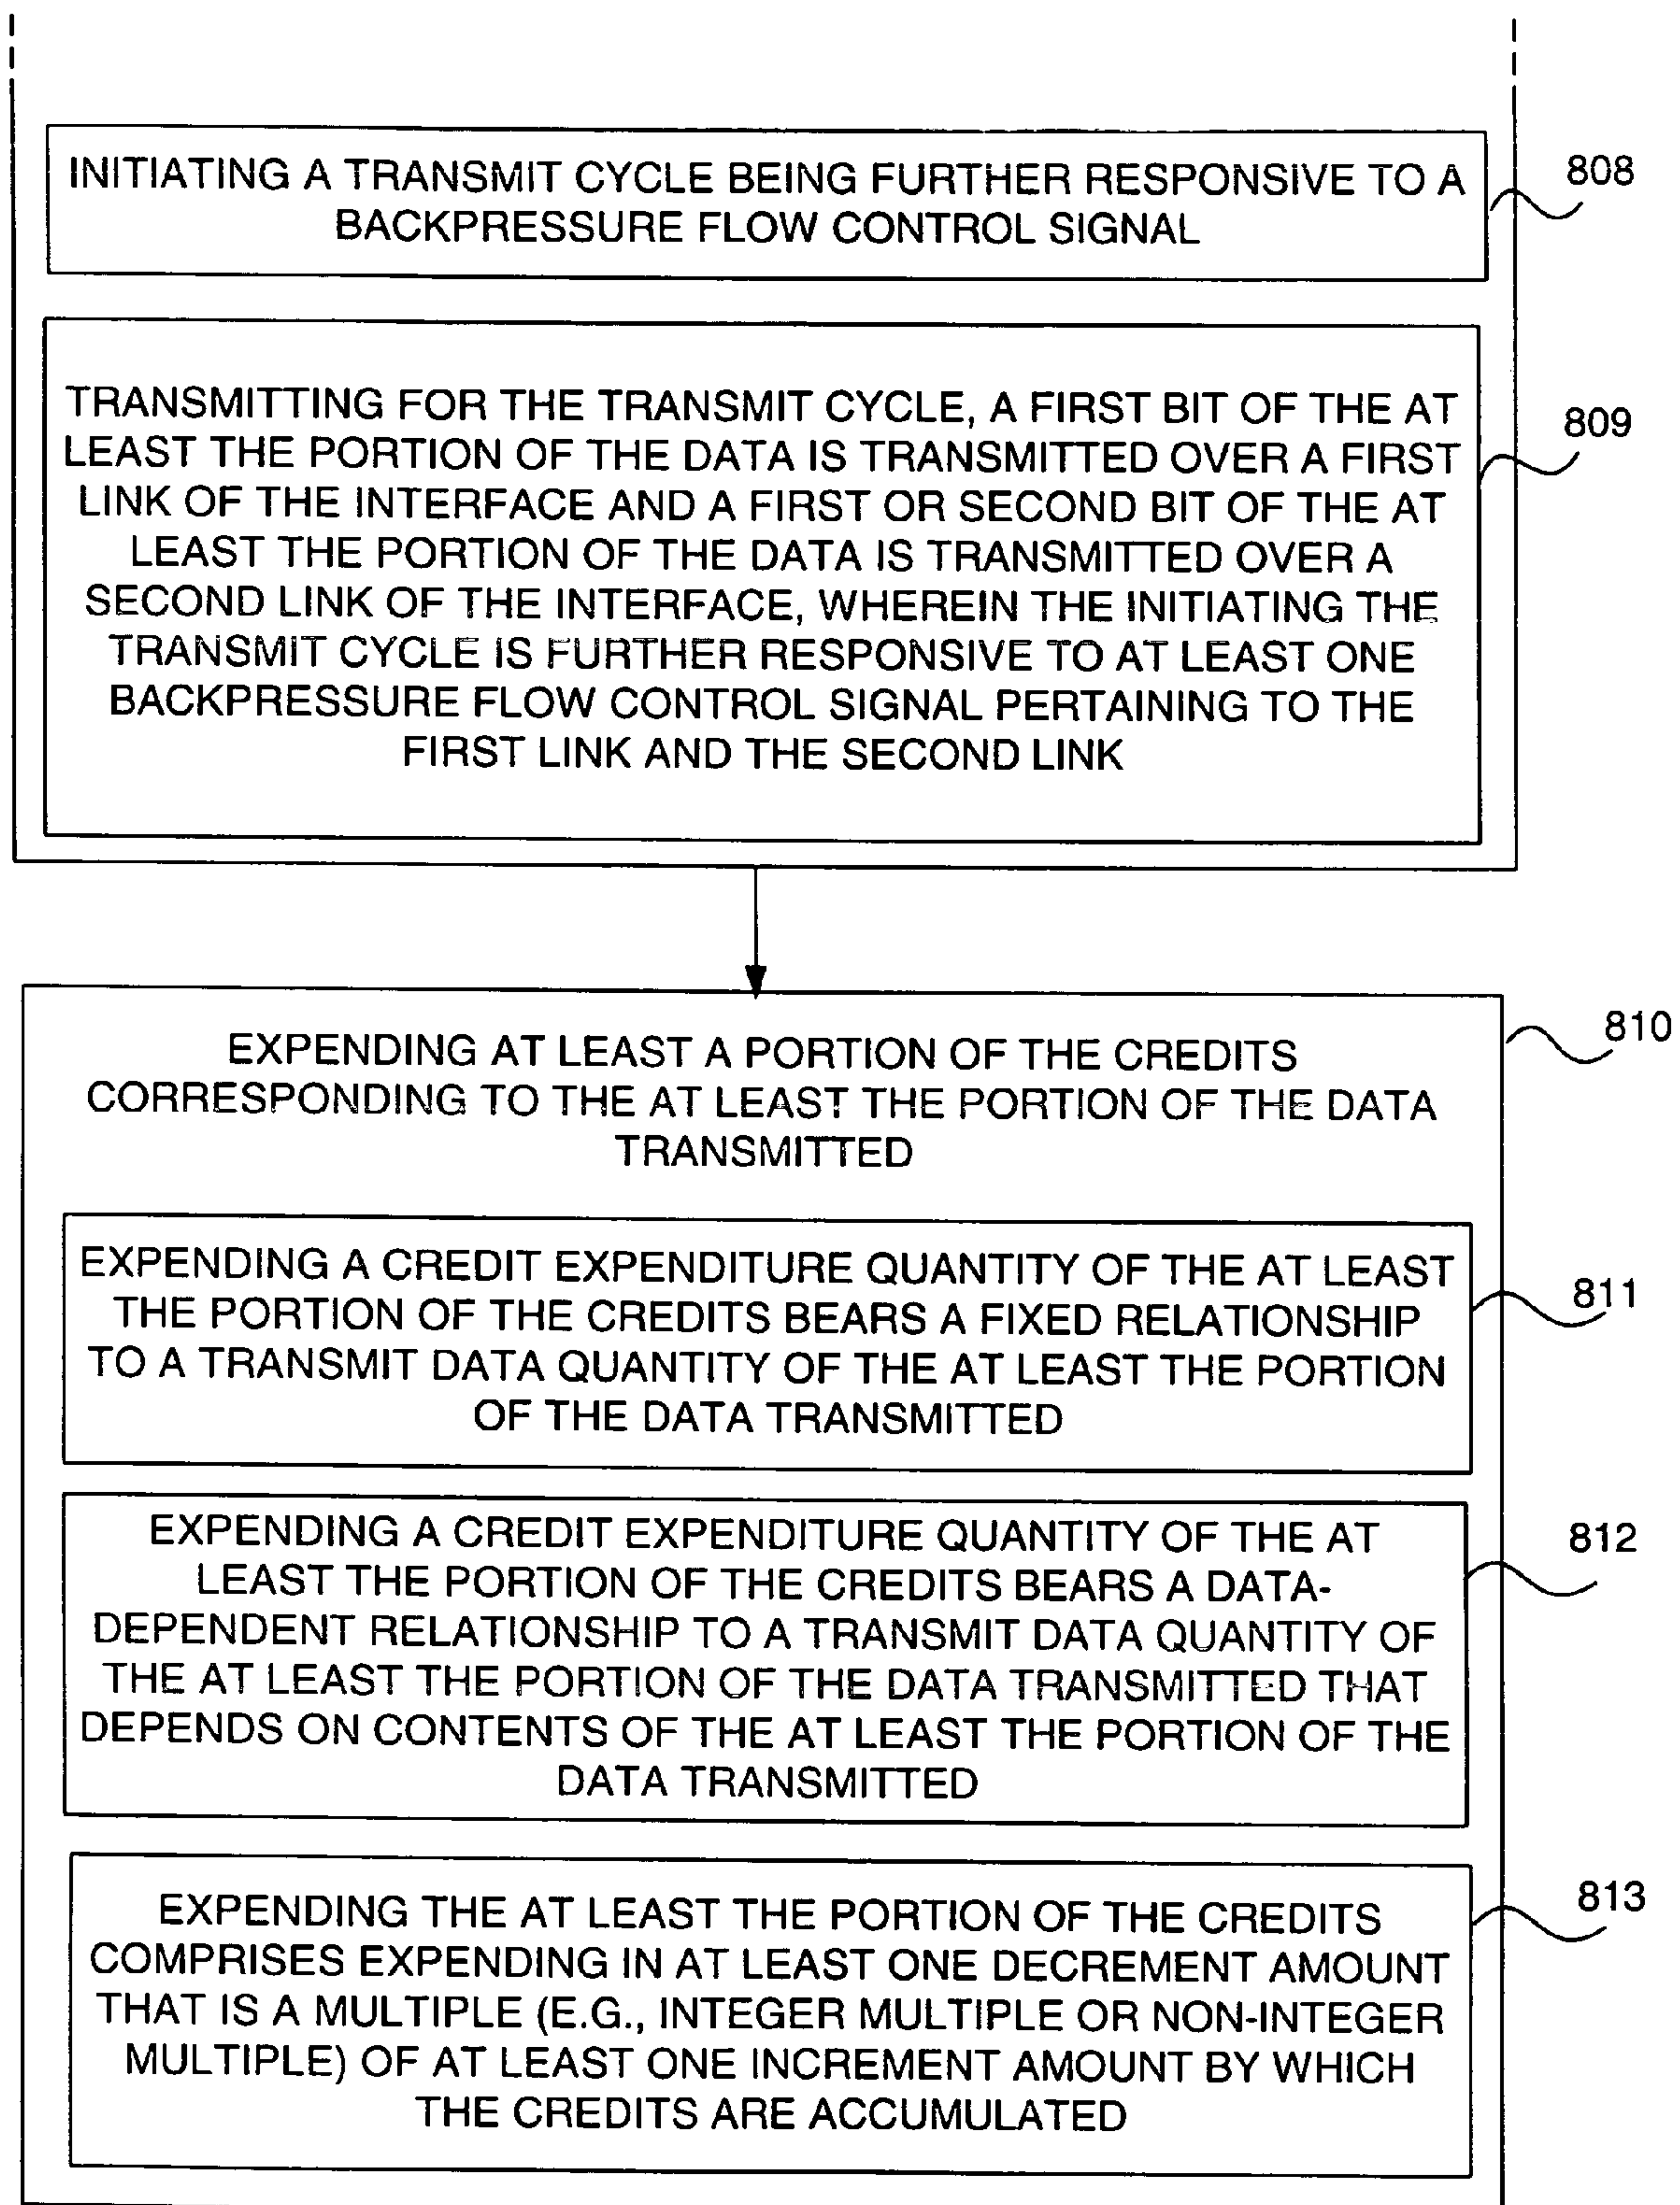 INITIATING A TRANSMIT CYCLE BEING FURTHER RESPONSIVE TO A
BACKPRESSURE FLOW CONTROL SIGNAL
808
TRANSMITTING FOR THE TRANSMIT CYCLE, A FIRST BIT OF THE AT
LEAST THE PORTION OF THE DATA IS TRANSMITTED OVER A FIRST
LINK OF THE INTERFACE AND A FIRST OR SECOND BIT OF THE AT
LEAST THE PORTION OF THE DATA IS TRANSMITTED OVER A
SECOND LINK OF THE INTERFACE, WHEREIN THE INITIATING THE
TRANSMIT CYCLE IS FURTHER RESPONSIVE TO AT LEAST ONE
BACKPRESSURE FLOW CONTROL SIGNAL PERTAINING TO THE
FIRST LINK AND THE SECOND LINK
809
EXPENDING AT LEAST A PORTION OF THE CREDITS
CORRESPONDING TO THE AT LEAST THE PORTION OF THE DATA
TRANSMITTED
810
EXPENDING A CREDIT EXPENDITURE QUANTITY OF THE AT LEAST
THE PORTION OF THE CREDITS BEARS A FIXED RELATIONSHIP
TO A TRANSMIT DATA QUANTITY OF THE AT LEAST THE PORTION
OF THE DATA TRANSMITTED
811
EXPENDING A CREDIT EXPENDITURE QUANTITY OF THE AT
LEAST THE PORTION OF THE CREDITS BEARS A DATA-
DEPENDENT RELATIONSHIP TO A TRANSMIT DATA QUANTITY OF
THE AT LEAST THE PORTION OF THE DATA TRANSMITTED THAT
DEPENDS ON CONTENTS OF THE AT LEAST THE PORTION OF THE
DATA TRANSMITTED
812
EXPENDING THE AT LEAST THE PORTION OF THE CREDITS
COMPRISES EXPENDING IN AT LEAST ONE DECREMENT AMOUNT
THAT IS A MULTIPLE (E.G., INTEGER MULTIPLE OR NON-INTEGER
MULTIPLE) OF AT LEAST ONE INCREMENT AMOUNT BY WHICH
THE CREDITS ARE ACCUMULATED
813